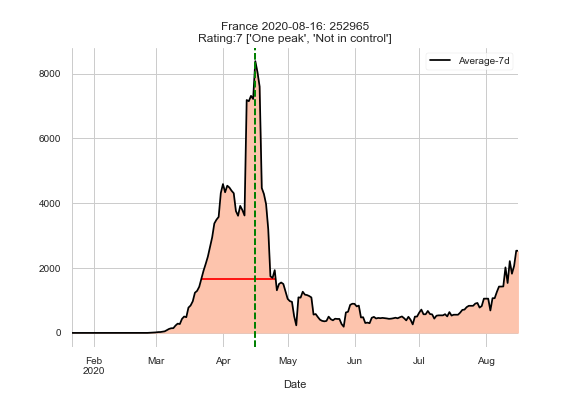 France 2020-08-16: 252965
Rating:7 ['One peak', 'Not in control']
Average-7d
8000
6000
4000
2000
0
Feb Mar Apr May Jun Jul Aug
2020
Date